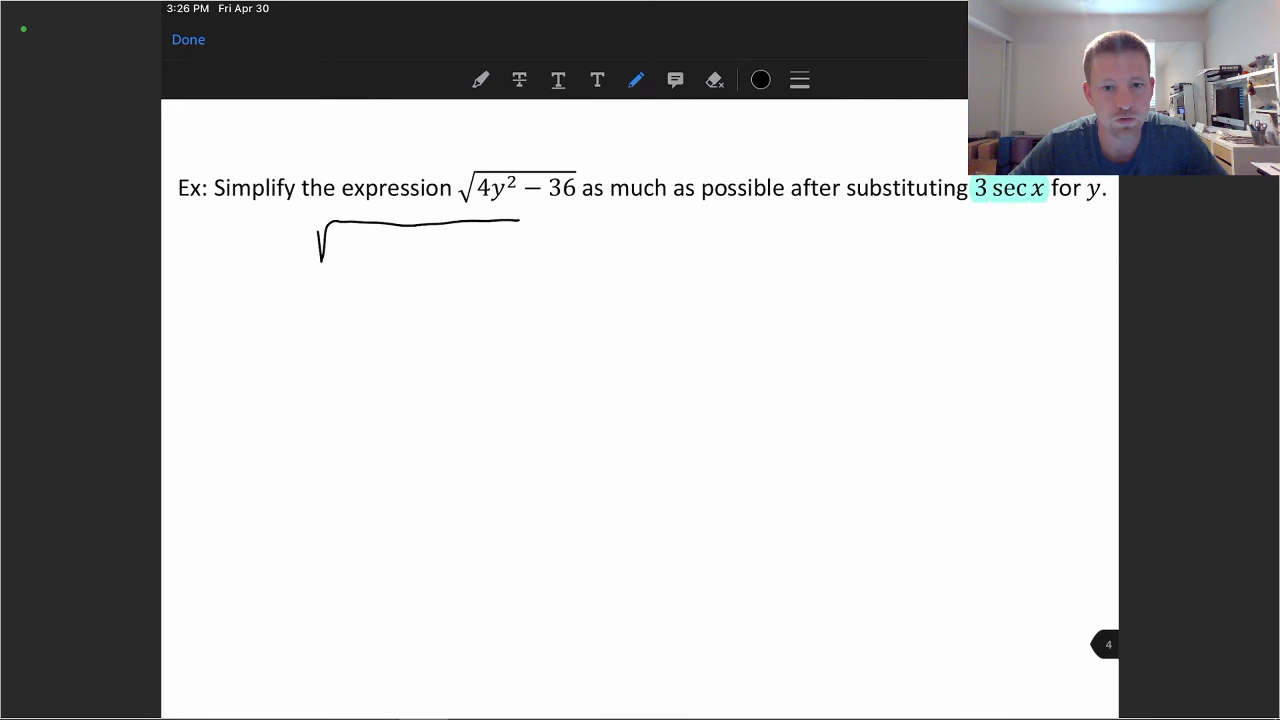 3:26 PM Fri Apr 30
Done
T T T
Ex: Simplify the expression √(4y² − 36) as much as possible after substituting 3 sec x for y.
√
4